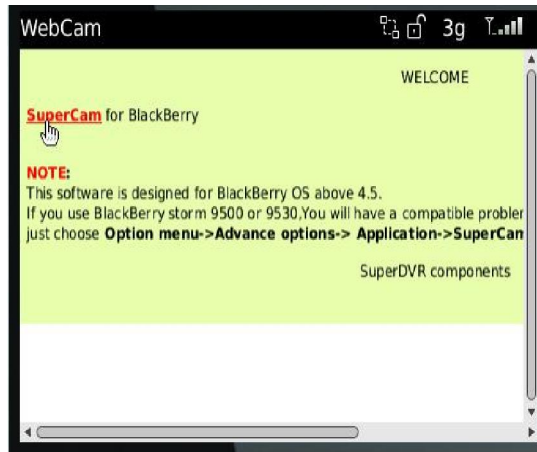 WebCam 3g
WELCOME
SuperCam for BlackBerry
NOTE:
This software is designed for BlackBerry OS above 4.5.
If you use BlackBerry storm 9500 or 9530,You will have a compatible
just choose Option menu->Advance options-> Application->SuperCam
SuperDVR components